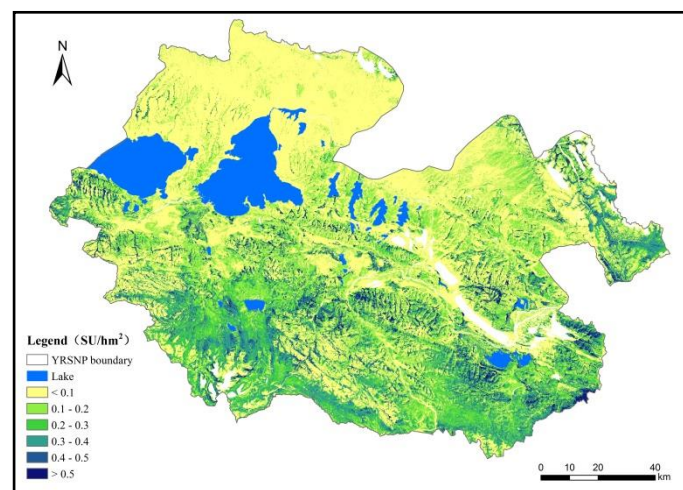 N
Legend（SU/hm²）
YRSNP boundary
Lake
< 0.1
0.1 - 0.2
0.2 - 0.3
0.3 - 0.4
0.4 - 0.5
> 0.5
0 10 20 40
km